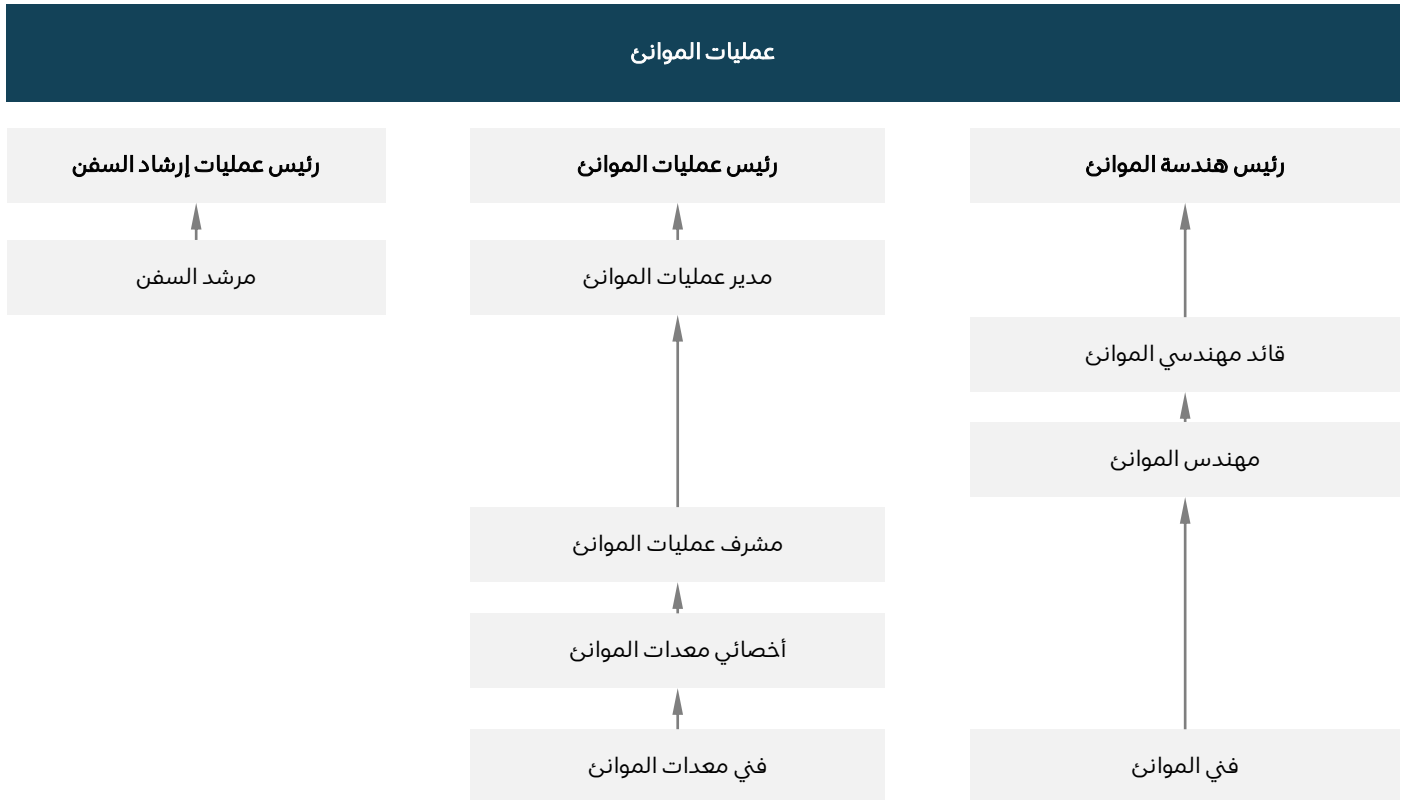 عمليات الموانئ
رئيس هندسة الموانئ
رئيس عمليات الموانئ
رئيس عمليات إرشاد السفن
مدير عمليات الموانئ
مرشد السفن
قائد مهندسي الموانئ
مهندس الموانئ
مشرف عمليات الموانئ
أخصائي معدات الموانئ
فني الموانئ
فني معدات الموانئ